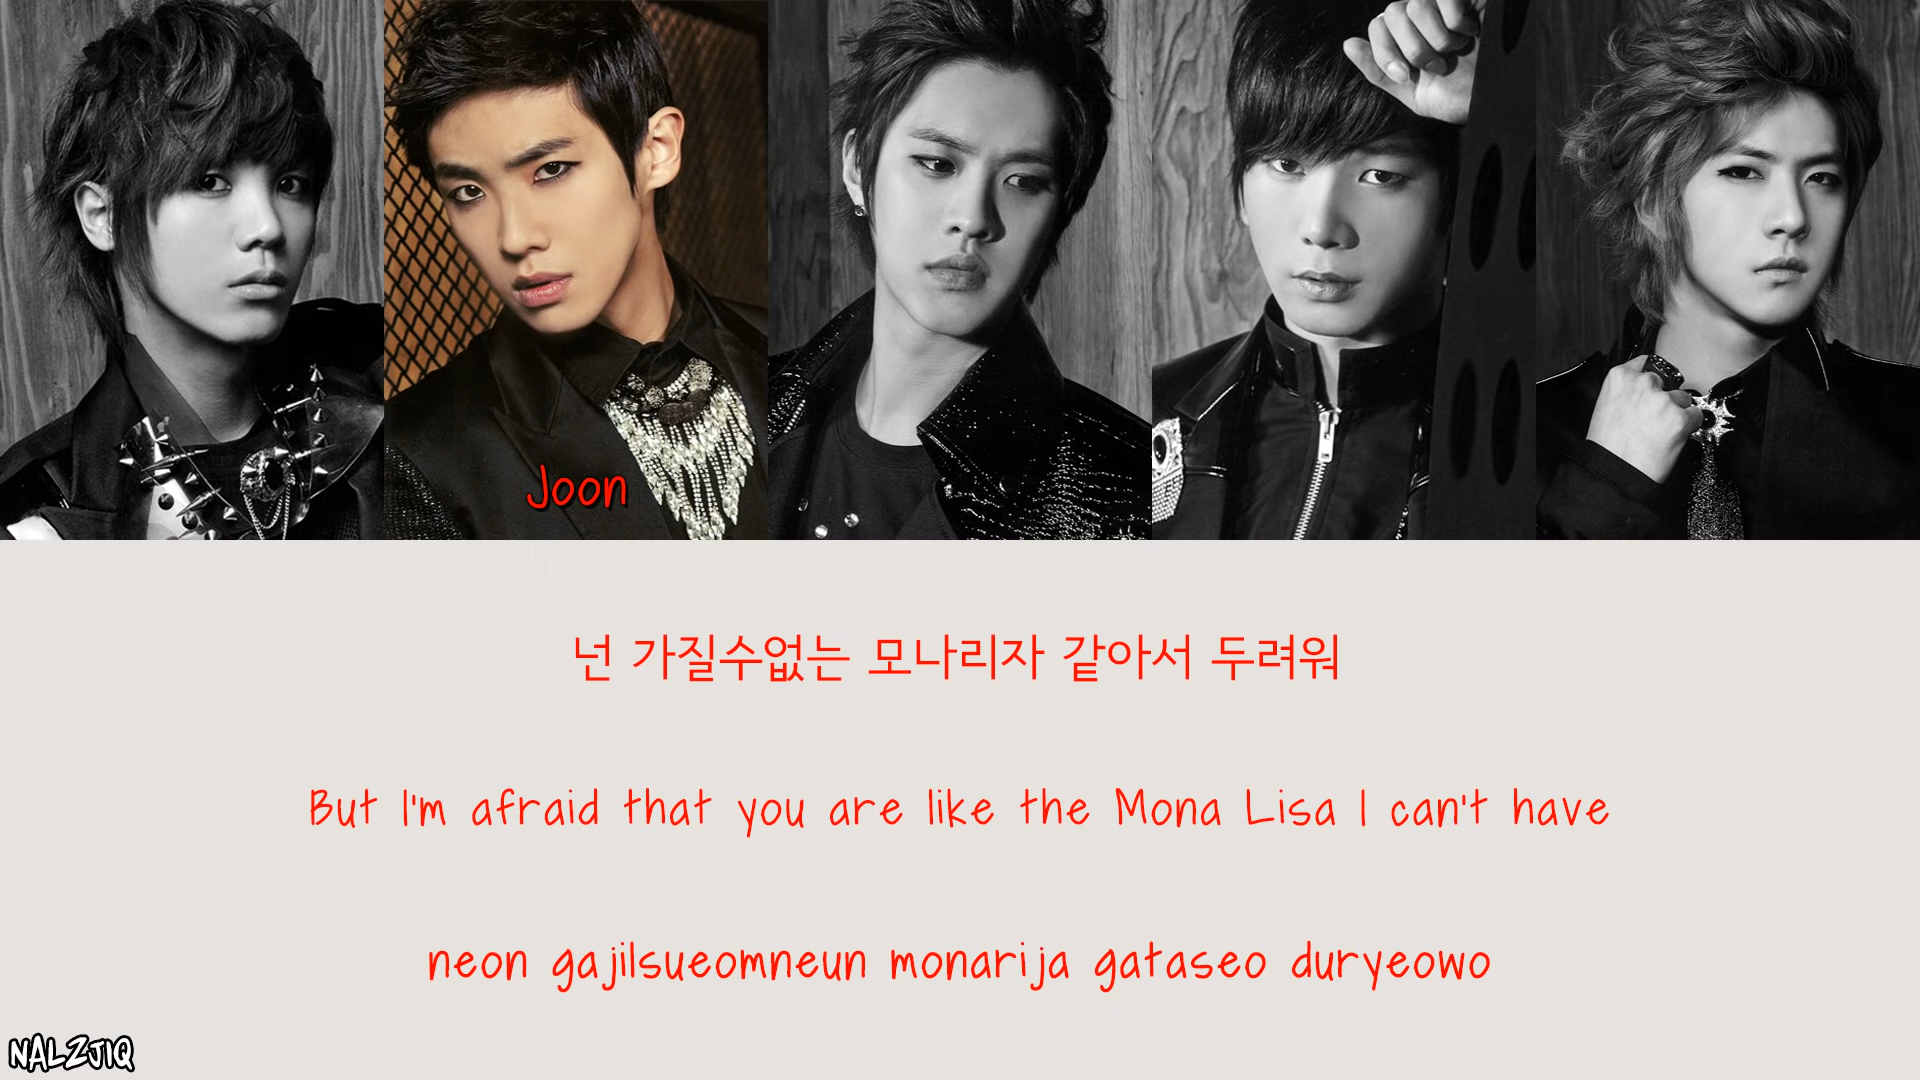 Joon
넌 가질수없는 모나리자 같아서 두려워
But I'm afraid that you are like the Mona Lisa I can't have
neon gajilsueomneun monarija gataseo duryeowo
NALZJIQ